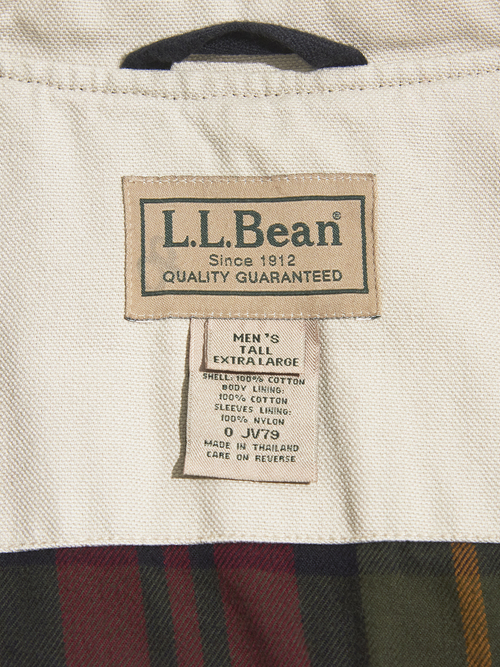 L.L.Bean®
Since 1912
QUALITY GUARANTEED
MEN'S
TALL
EXTRA LARGE
SHELL: 100% COTTON
BODY LINING:
100% COTTON
SLEEVES LINING:
100% NYLON
0 JV79
MADE IN THAILAND
CARE ON REVERSE